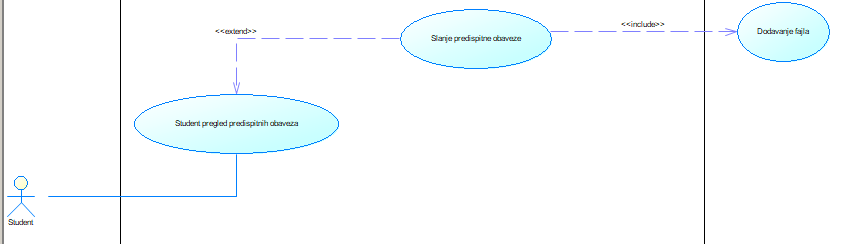 <<extend>>
<<include>>
Slanje predispitne obaveze
Dodavanje fajla
Student pregled predispitnih obaveza
Student